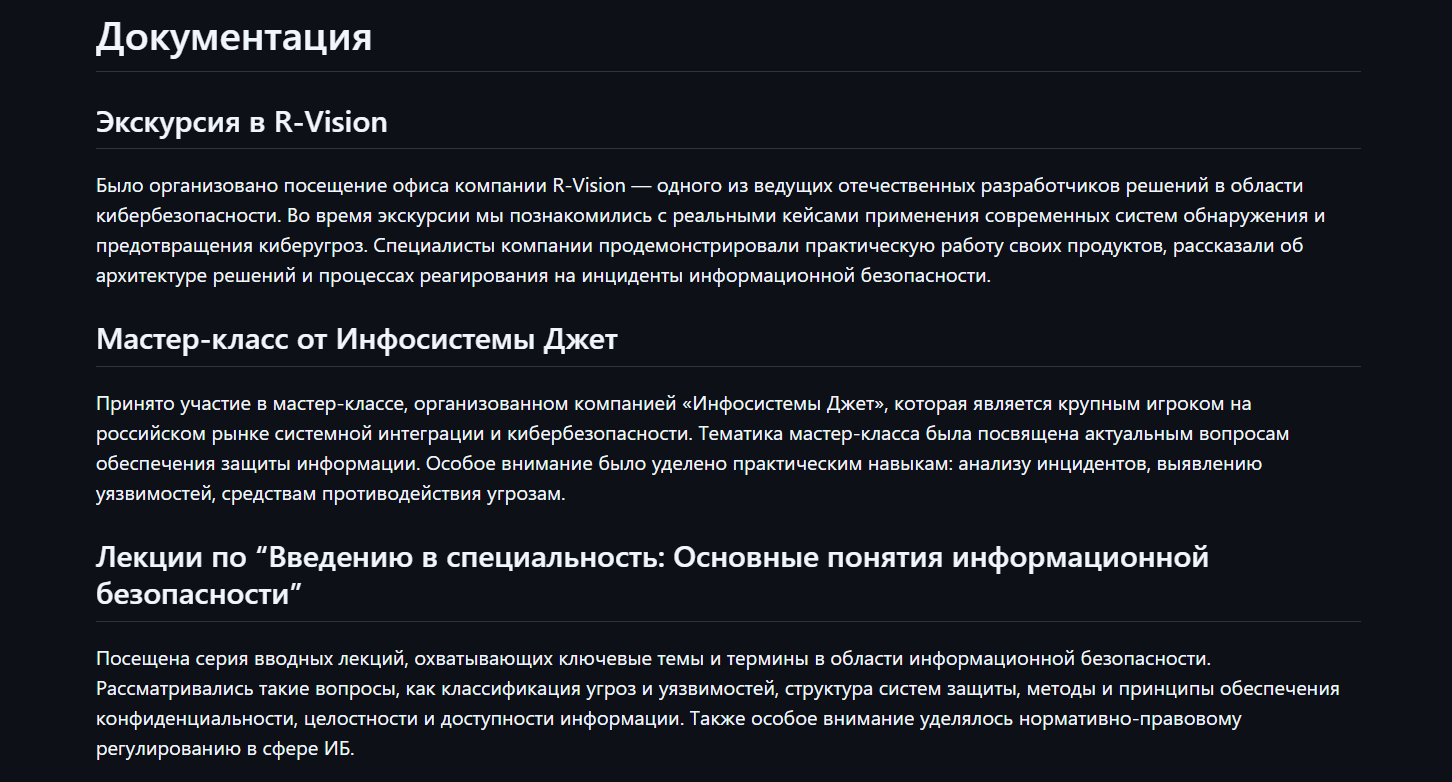 Документация
Экскурсия в R-Vision
Было организовано посещение офиса компании R-Vision — одного из ведущих отечественных разработчиков решений в области
кибербезопасности. Во время экскурсии мы познакомились с реальными кейсами применения современных систем обнаружения и
предотвращения киберугроз. Специалисты компании продемонстрировали практическую работу своих продуктов, рассказали об
архитектуре решений и процессах реагирования на инциденты информационной безопасности.
Мастер-класс от Инфосистемы Джет
Принято участие в мастер-классе, организованном компанией «Инфосистемы Джет», которая является крупным игроком на
российском рынке системной интеграции и кибербезопасности. Тематика мастер-класса была посвящена актуальным вопросам
обеспечения защиты информации. Особое внимание было уделено практическим навыкам: анализу инцидентов, выявлению
уязвимостей, средствам противодействия угрозам.
Лекции по “Введению в специальность: Основные понятия информационной
безопасности”
Посещена серия вводных лекций, охватывающих ключевые темы и термины в области информационной безопасности.
Рассматривались такие вопросы, как классификация угроз и уязвимостей, структура систем защиты, методы и принципы обеспечения
конфиденциальности, целостности и доступности информации. Также особое внимание уделялось нормативно-правовому
регулированию в сфере ИБ.